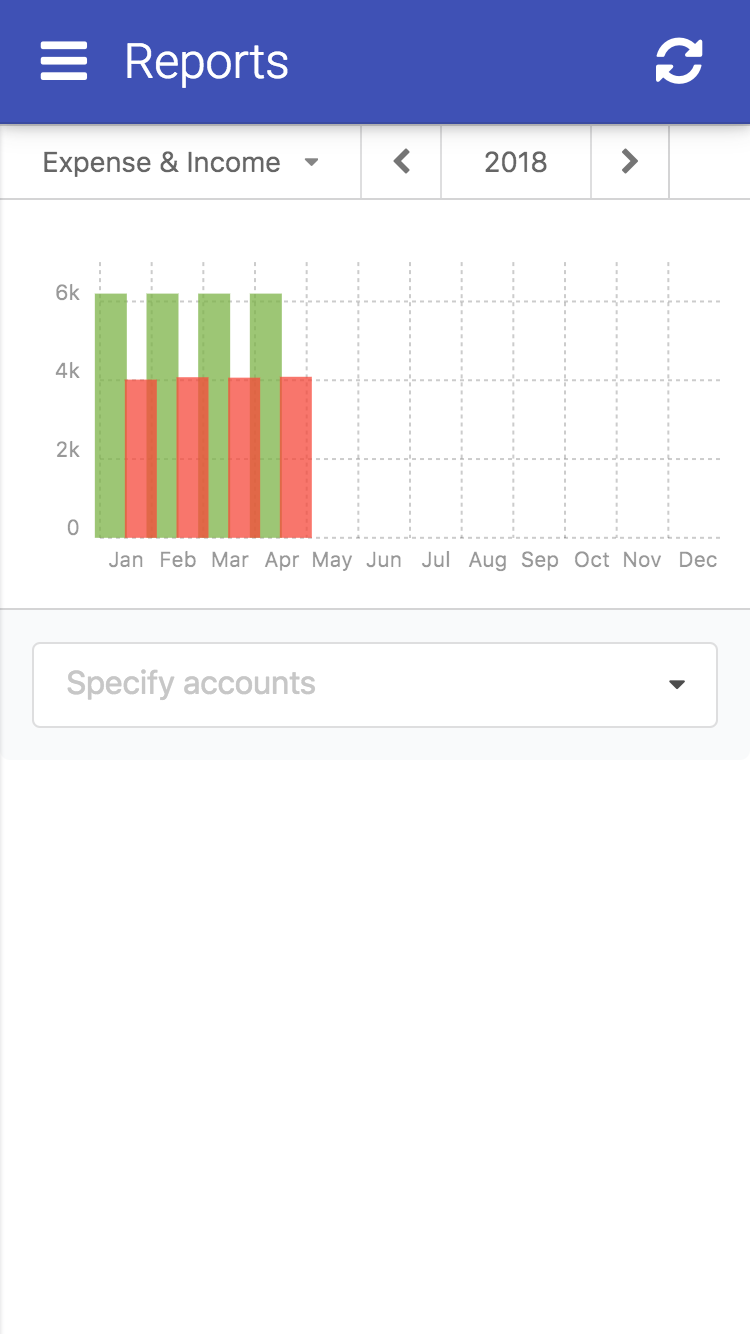 Reports
Expense & Income 2018
6k
4k
2k
0
Jan Feb Mar Apr May Jun Jul Aug Sep Oct Nov Dec
Specify accounts